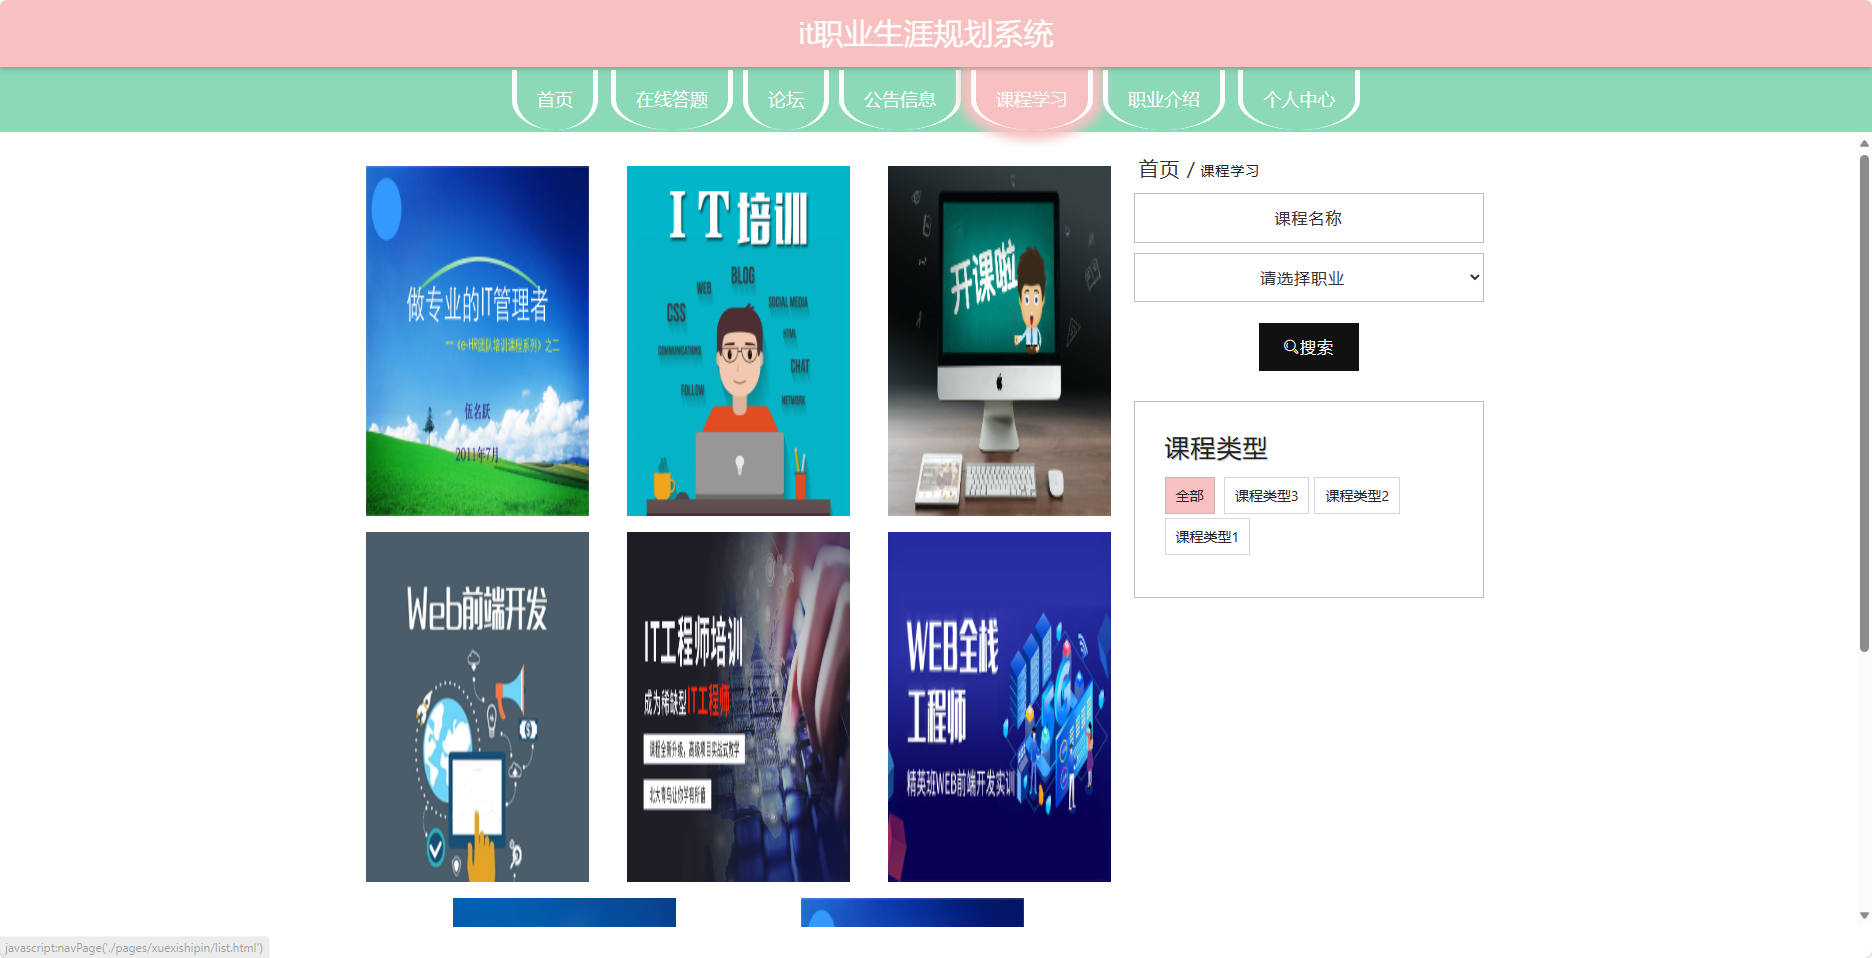 it职业生涯规划系统
首页
在线答题
论坛
公告信息
课程学习
职业介绍
个人中心
做专业的IT管理者
--《e-HR团队培训课程系列》之二
伍名跃
2011年7月
IT培训
BLOG
WEB
CSS
SOCIAL MEDIA
HTML
COMMUNICATIONS
CHAT
FOLLOW
NETWORK
开课啦
首页 / 课程学习
课程名称
请选择职业
搜索
课程类型
全部
课程类型3
课程类型2
课程类型1
Web前端开发
IT工程师培训
成为稀缺型IT工程师
课程全新升级，高级项目实战式教学
北大青鸟让你学有所值
WEB全栈
工程师
精英班WEB前端开发实训
javascript:navPage('./pages/xuexishipin/list.html')